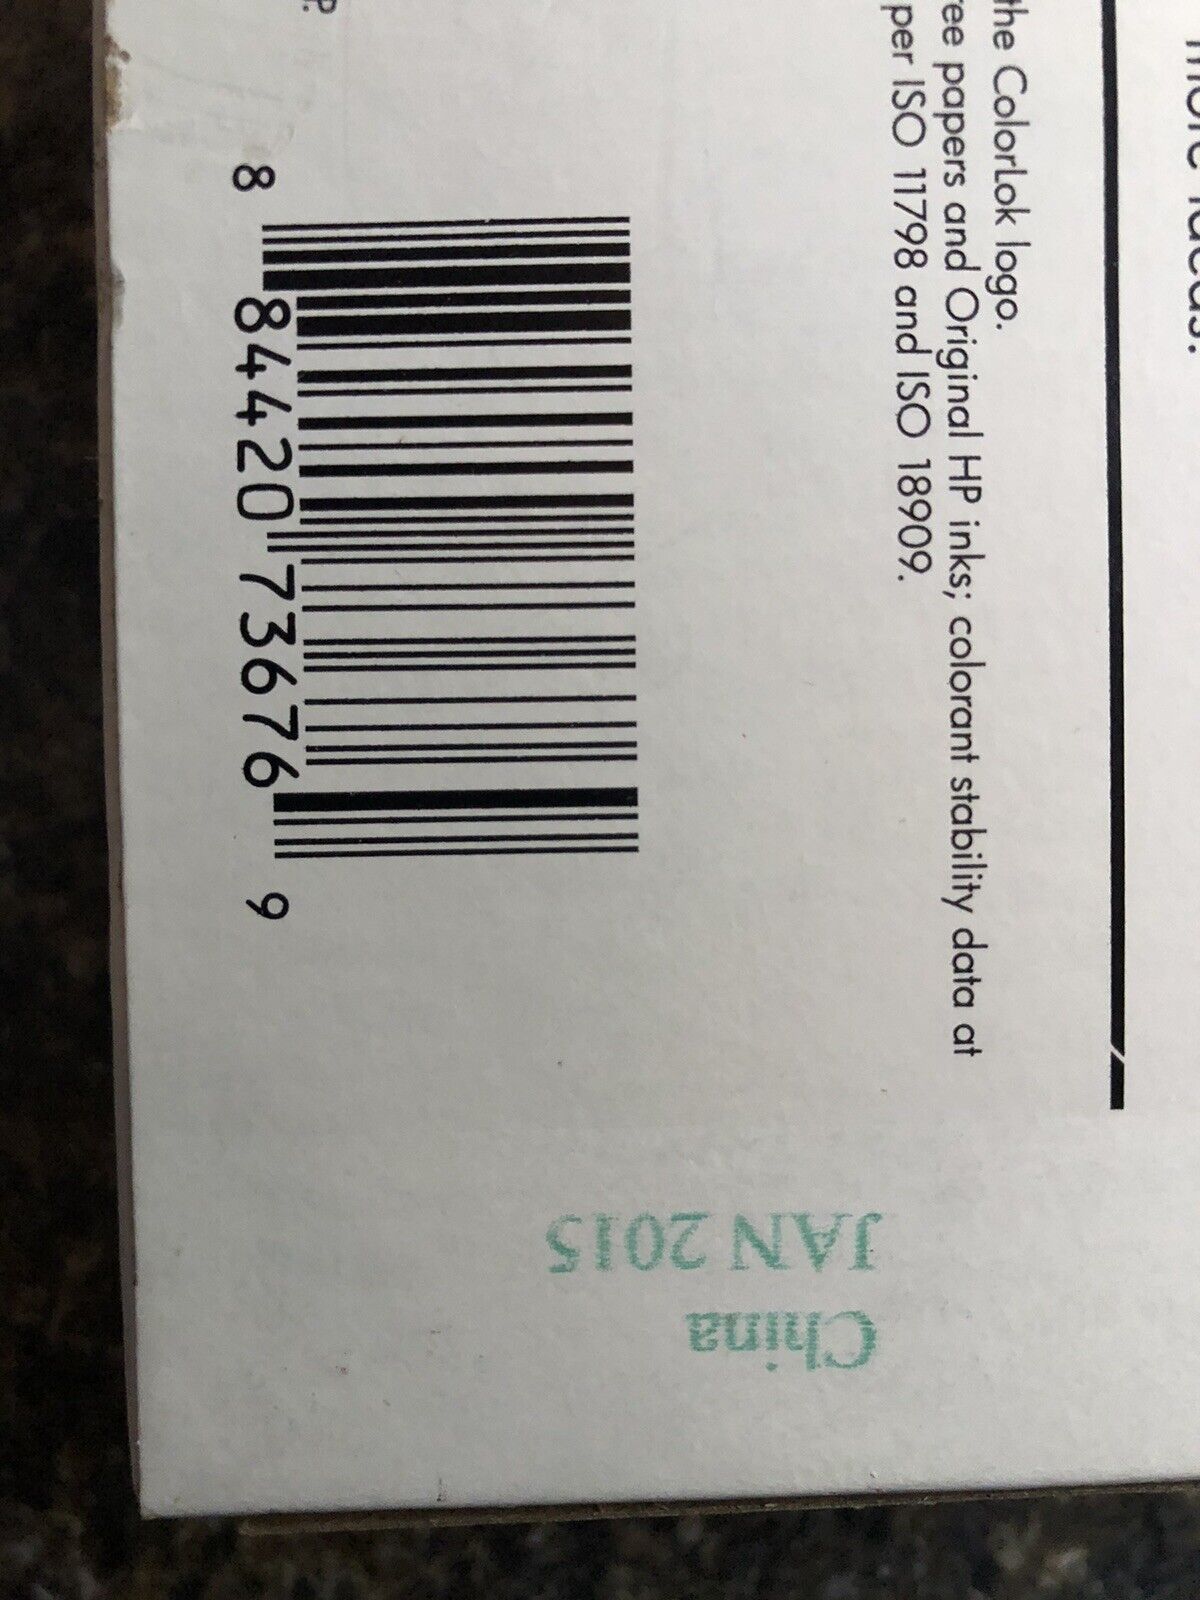 the ColorLok logo.
papers and Original HP inks; colorant stability data at
per ISO 11798 and ISO 18909.
8 84420 73676 9
China
JAN 2015